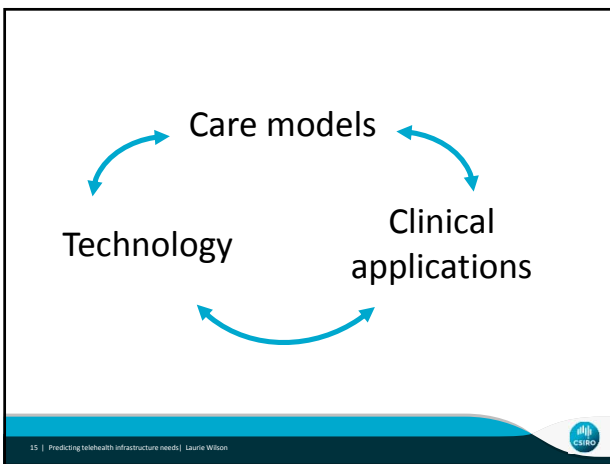 Care models
Technology
Clinical
applications
15 | Predicting telehealth infrastructure needs| Laurie Wilson
CSIRO